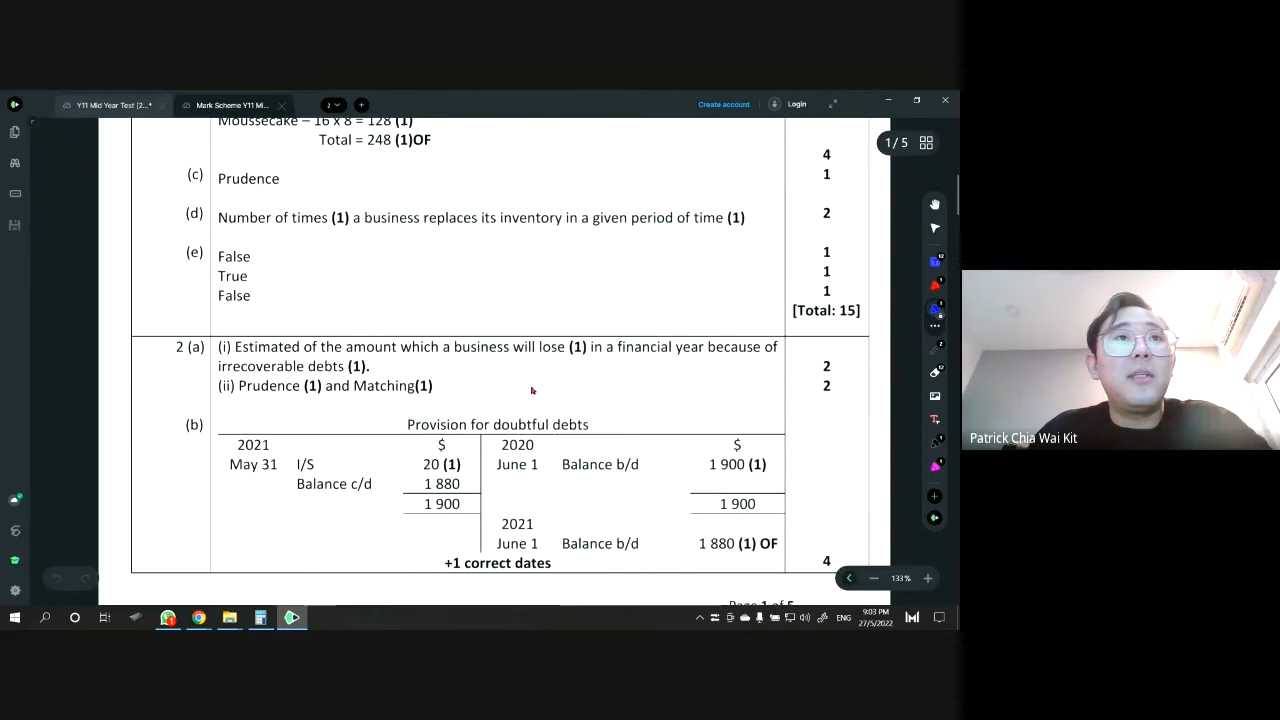 Y11 Mid Year Test (2...*
Mark Scheme Y11 Mi...
2
Create account
Login
Moussecake – 16 x 8 = 128 (1)
Total = 248 (1)OF
4
1 / 5
(c) Prudence 1
(d) Number of times (1) a business replaces its inventory in a given period of time (1) 2
(e) False 1
True 1
False 1
[Total: 15]
2 (a) (i) Estimated of the amount which a business will lose (1) in a financial year because of
irrecoverable debts (1). 2
(ii) Prudence (1) and Matching(1) 2
(b) Provision for doubtful debts
2021 $ 2020 $
May 31 I/S 20 (1) June 1 Balance b/d 1 900 (1)
Balance c/d 1 880
1 900 1 900
2021
June 1 Balance b/d 1 880 (1) OF
+1 correct dates 4
133%
Page 1 of 5
Patrick Chia Wai Kit
ENG
9:03 PM
27/5/2022